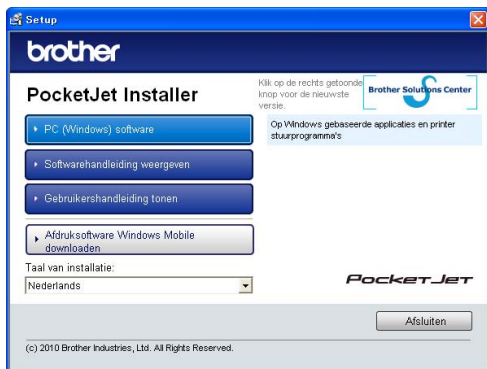 Setup
brother
PocketJet Installer
Klik op de rechts getoonde
knop voor de nieuwste
versie.
Brother Solutions Center
PC (Windows) software
Op Windows gebaseerde applicaties en printer
stuurprogramma's
Softwarehandleiding weergeven
Gebruikershandleiding tonen
Afdruksoftware Windows Mobile
downloaden
Taal van installatie:
Nederlands
PocketJet
Afsluiten
(c) 2010 Brother Industries, Ltd. All Rights Reserved.